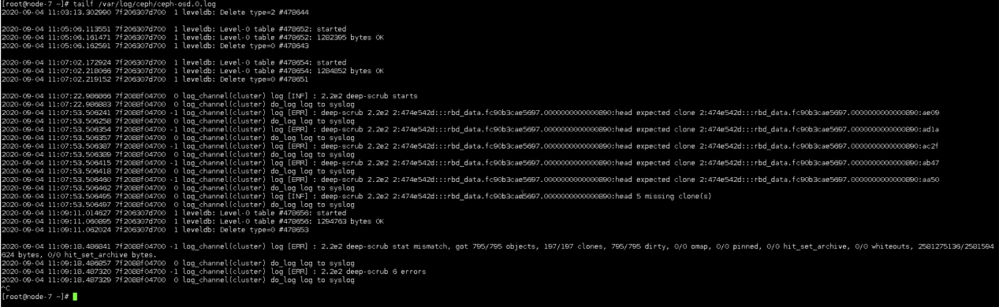 [root@node-7 ~]# tailf /var/log/ceph/ceph-osd.0.log
2020-09-04 11:03:13.302990 7f206307d700  1 leveldb: Delete type=2 #478644
2020-09-04 11:05:06.113551 7f206307d700  1 leveldb: Level-0 table #478652: started
2020-09-04 11:05:06.161471 7f206307d700  1 leveldb: Level-0 table #478652: 1282395 bytes OK
2020-09-04 11:05:06.162591 7f206307d700  1 leveldb: Delete type=0 #478643
2020-09-04 11:07:02.172924 7f206307d700  1 leveldb: Level-0 table #478654: started
2020-09-04 11:07:02.218066 7f206307d700  1 leveldb: Level-0 table #478654: 1284852 bytes OK
2020-09-04 11:07:02.219152 7f206307d700  1 leveldb: Delete type=0 #478651
2020-09-04 11:07:22.986866 7f2088f04700  0 log_channel(cluster) log [INF] : 2.2e2 deep-scrub starts
2020-09-04 11:07:22.986883 7f2088f04700  0 log_channel(cluster) do_log log to syslog
2020-09-04 11:07:53.506241 7f2088f04700 -1 log_channel(cluster) log [ERR] : deep-scrub 2.2e2 2:474e542d:::rbd_data.fc90b3cae5697.0000000000000890:head expected clone 2:474e542d:::rbd_data.fc90b3cae5697.0000000000000890:ae09
2020-09-04 11:07:53.506258 7f2088f04700  0 log_channel(cluster) do_log log to syslog
2020-09-04 11:07:53.506354 7f2088f04700 -1 log_channel(cluster) log [ERR] : deep-scrub 2.2e2 2:474e542d:::rbd_data.fc90b3cae5697.0000000000000890:head expected clone 2:474e542d:::rbd_data.fc90b3cae5697.0000000000000890:ad1a
2020-09-04 11:07:53.506357 7f2088f04700  0 log_channel(cluster) do_log log to syslog
2020-09-04 11:07:53.506387 7f2088f04700 -1 log_channel(cluster) log [ERR] : deep-scrub 2.2e2 2:474e542d:::rbd_data.fc90b3cae5697.0000000000000890:head expected clone 2:474e542d:::rbd_data.fc90b3cae5697.0000000000000890:ac2f
2020-09-04 11:07:53.506389 7f2088f04700  0 log_channel(cluster) do_log log to syslog
2020-09-04 11:07:53.506415 7f2088f04700 -1 log_channel(cluster) log [ERR] : deep-scrub 2.2e2 2:474e542d:::rbd_data.fc90b3cae5697.0000000000000890:head expected clone 2:474e542d:::rbd_data.fc90b3cae5697.0000000000000890:ab47
2020-09-04 11:07:53.506418 7f2088f04700  0 log_channel(cluster) do_log log to syslog
2020-09-04 11:07:53.506460 7f2088f04700 -1 log_channel(cluster) log [ERR] : deep-scrub 2.2e2 2:474e542d:::rbd_data.fc90b3cae5697.0000000000000890:head expected clone 2:474e542d:::rbd_data.fc90b3cae5697.0000000000000890:aa50
2020-09-04 11:07:53.506462 7f2088f04700  0 log_channel(cluster) do_log log to syslog
2020-09-04 11:07:53.506495 7f2088f04700  0 log_channel(cluster) log [INF] : deep-scrub 2.2e2 2:474e542d:::rbd_data.fc90b3cae5697.0000000000000890:head 5 missing clone(s)
2020-09-04 11:07:53.506497 7f2088f04700  0 log_channel(cluster) do_log log to syslog
2020-09-04 11:09:11.014627 7f206307d700  1 leveldb: Level-0 table #478656: started
2020-09-04 11:09:11.060895 7f206307d700  1 leveldb: Level-0 table #478656: 1294763 bytes OK
2020-09-04 11:09:11.062024 7f206307d700  1 leveldb: Delete type=0 #478653
2020-09-04 11:09:18.486841 7f2088f04700 -1 log_channel(cluster) log [ERR] : 2.2e2 deep-scrub stat mismatch, got 795/795 objects, 197/197 clones, 795/795 dirty, 0/0 omap, 0/0 pinned, 0/0 hit_set_archive, 0/0 whiteouts, 2581275136/2581594
624 bytes, 0/0 hit_set_archive bytes.
2020-09-04 11:09:18.486857 7f2088f04700  0 log_channel(cluster) do_log log to syslog
2020-09-04 11:09:18.487320 7f2088f04700 -1 log_channel(cluster) log [ERR] : 2.2e2 deep-scrub 6 errors
2020-09-04 11:09:18.487329 7f2088f04700  0 log_channel(cluster) do_log log to syslog
^C
[root@node-7 ~]#